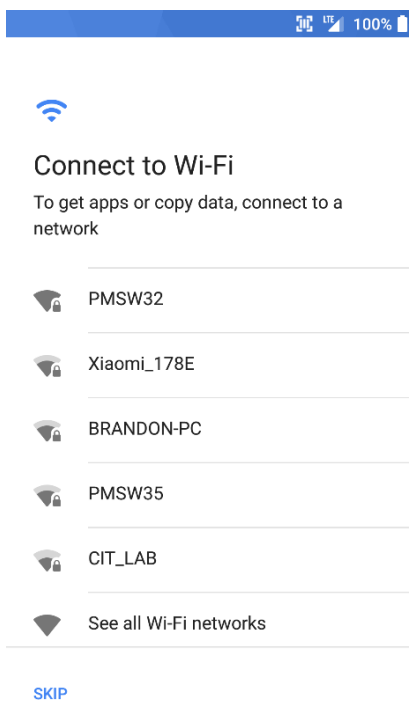 LTE 100%
Connect to Wi-Fi
To get apps or copy data, connect to a
network
PMSW32
Xiaomi_178E
BRANDON-PC
PMSW35
CIT_LAB
See all Wi-Fi networks
SKIP